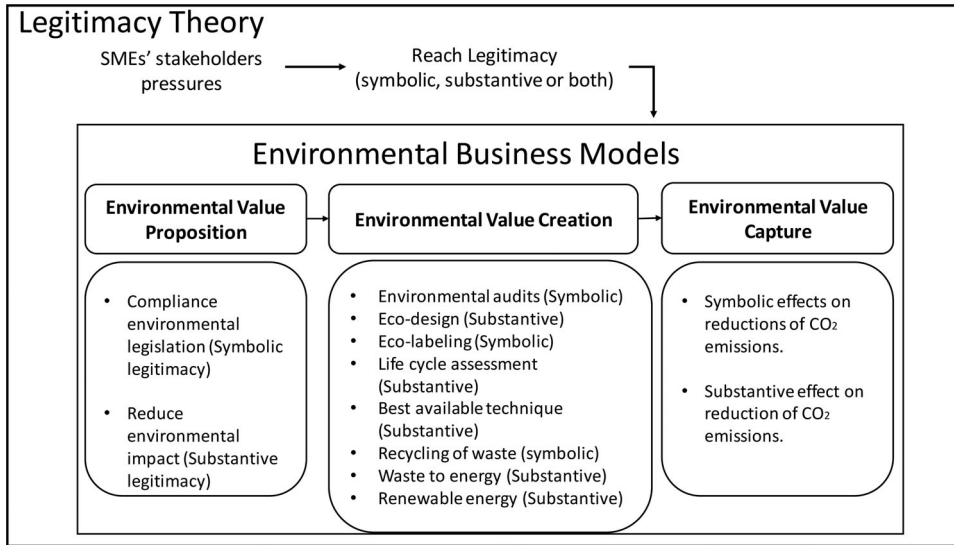 Legitimacy Theory
SMEs' stakeholders
pressures
Reach Legitimacy
(symbolic, substantive or both)
Environmental Business Models
Environmental Value
Proposition
Environmental Value Creation
Environmental Value
Capture
• Compliance
environmental
legislation (Symbolic
legitimacy)
• Reduce
environmental
impact (Substantive
legitimacy)
• Environmental audits (Symbolic)
• Eco-design (Substantive)
• Eco-labeling (Symbolic)
• Life cycle assessment
(Substantive)
• Best available technique
(Substantive)
• Recycling of waste (symbolic)
• Waste to energy (Substantive)
• Renewable energy (Substantive)
• Symbolic effects on
reductions of CO₂
emissions.
• Substantive effect on
reduction of CO₂
emissions.